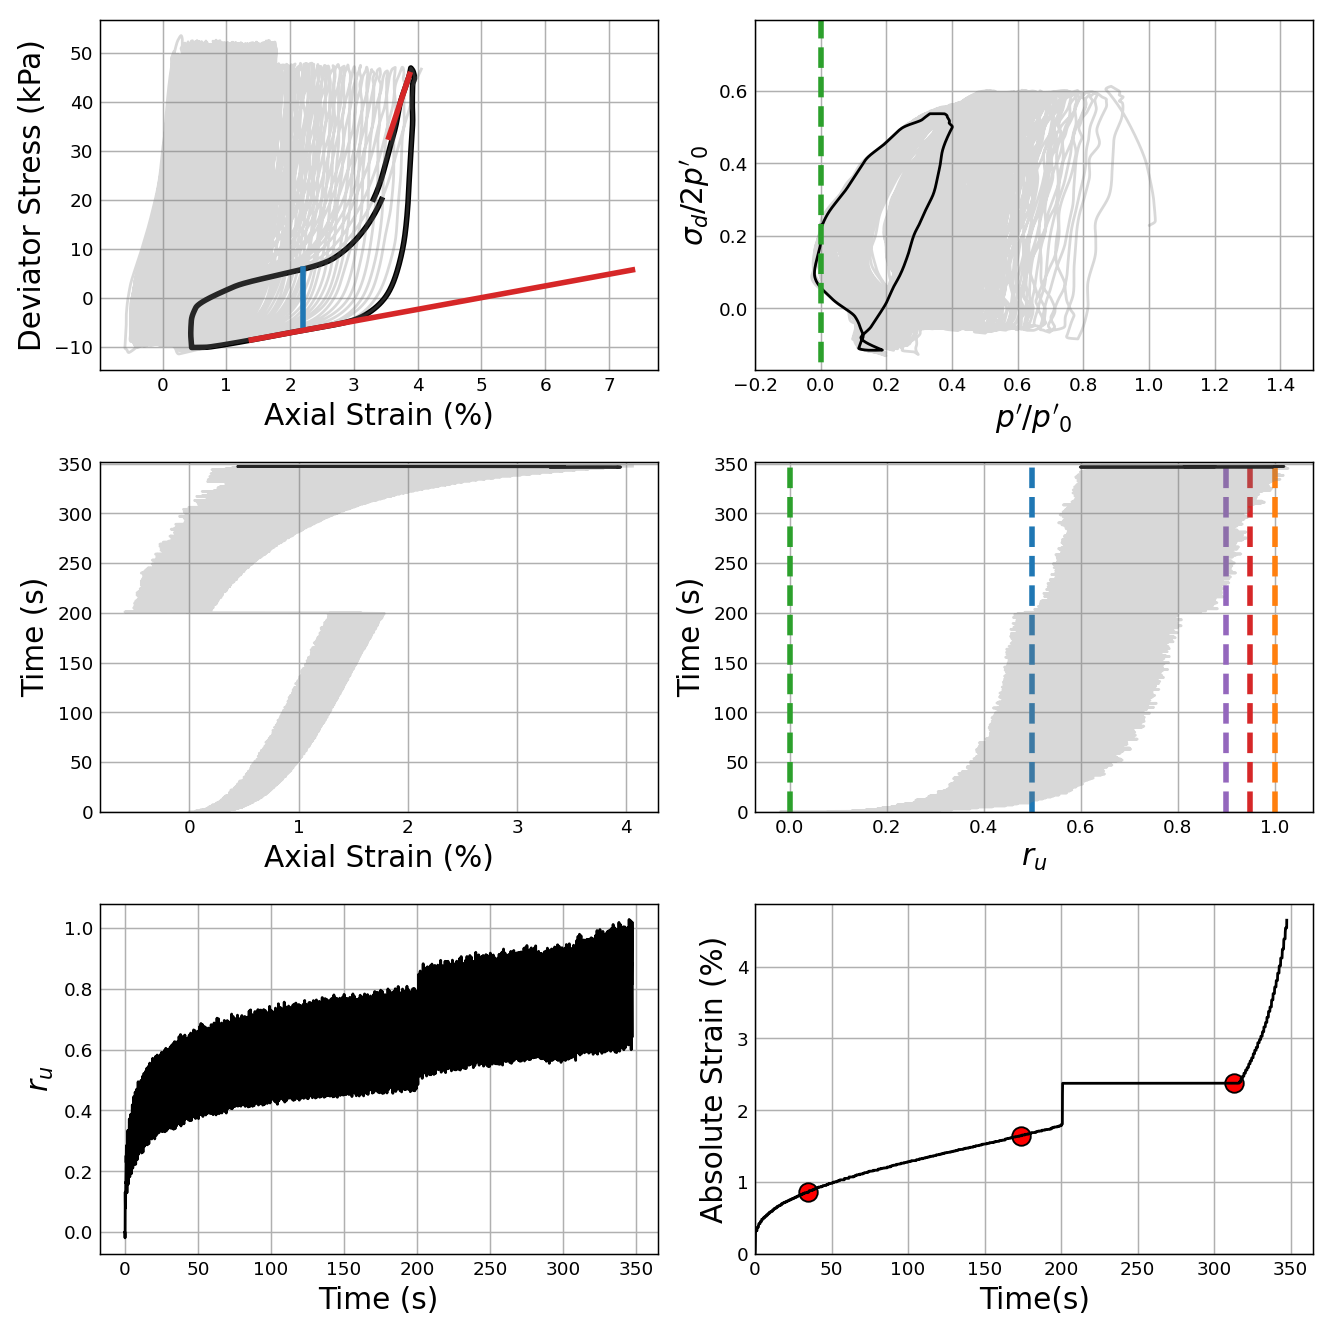 Deviator Stress (kPa)
50
40
30
20
10
0
−10
0 1 2 3 4 5 6 7
Axial Strain (%)
σd/2p′0
0.6
0.4
0.2
0.0
−0.2 0.0 0.2 0.4 0.6 0.8 1.0 1.2 1.4
p′/p′0
Time (s)
350
300
250
200
150
100
50
0
0 1 2 3 4
Axial Strain (%)
Time (s)
350
300
250
200
150
100
50
0
0.0 0.2 0.4 0.6 0.8 1.0
ru
ru
1.0
0.8
0.6
0.4
0.2
0.0
0 50 100 150 200 250 300 350
Time (s)
Absolute Strain (%)
4
3
2
1
0
0 50 100 150 200 250 300 350
Time(s)